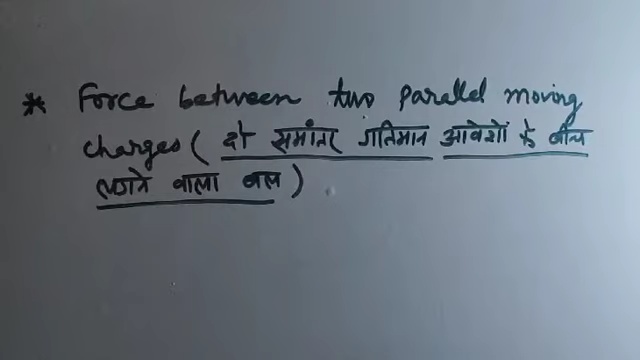 * Force between two parallel moving
charges ( दो समांतर गतिमान आवेशों के बीच
लगने वाला बल )